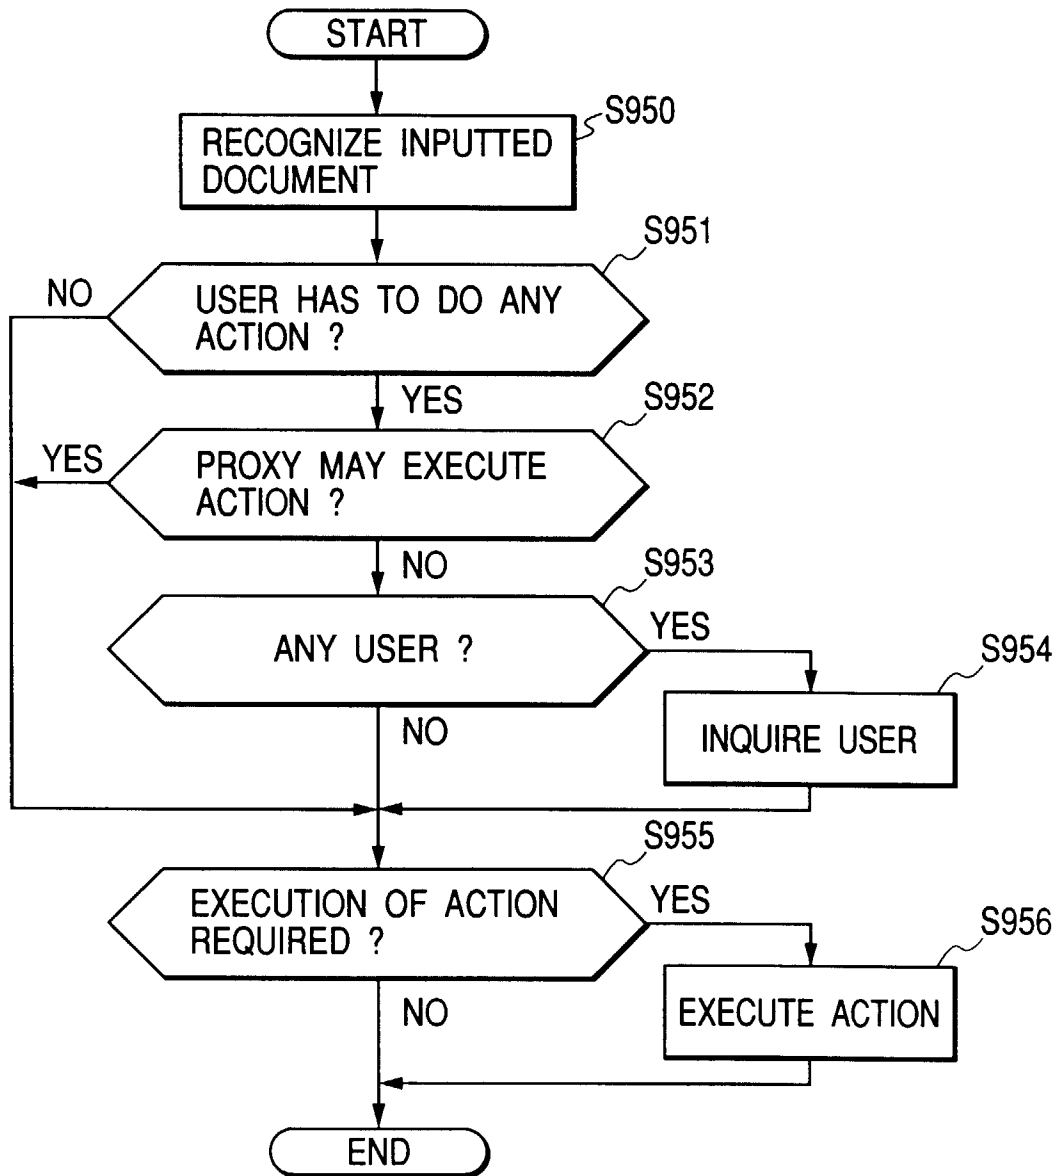 START
S950
RECOGNIZE INPUTTED
DOCUMENT
S951
NO
USER HAS TO DO ANY
ACTION ?
YES
S952
YES
PROXY MAY EXECUTE
ACTION ?
NO
S953
ANY USER ?
YES
S954
NO
INQUIRE USER
S955
EXECUTION OF ACTION
REQUIRED ?
YES
S956
NO
EXECUTE ACTION
END